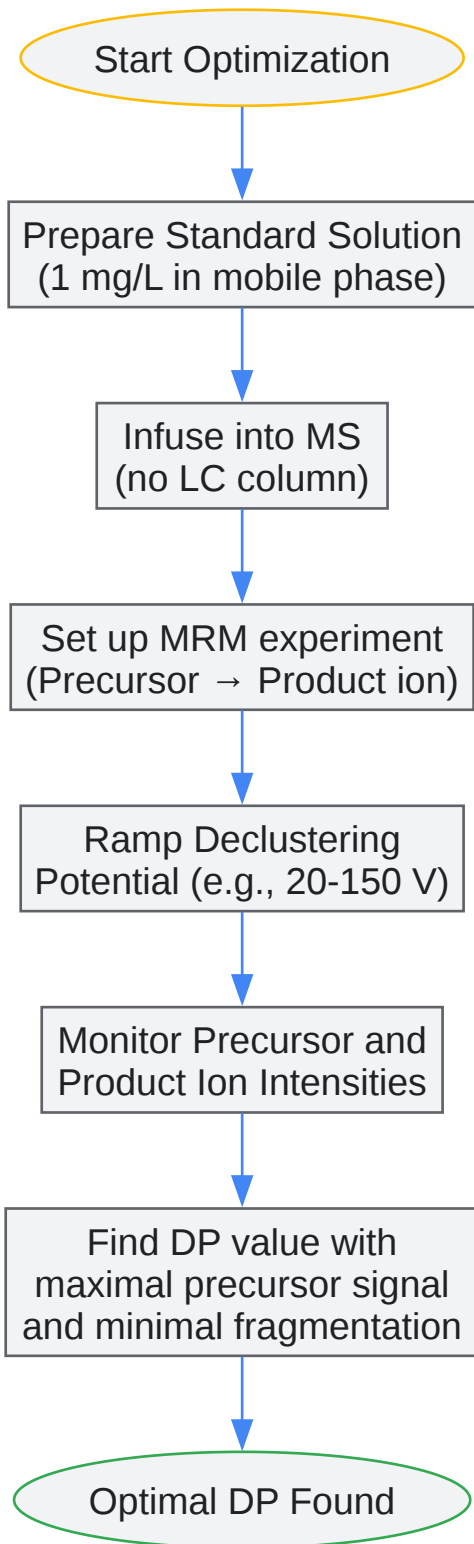 Start Optimization
Prepare Standard Solution
(1 mg/L in mobile phase)
Infuse into MS
(no LC column)
Set up MRM experiment
(Precursor → Product ion)
Ramp Declustering
Potential (e.g., 20-150 V)
Monitor Precursor and
Product Ion Intensities
Find DP value with
maximal precursor signal
and minimal fragmentation
Optimal DP Found